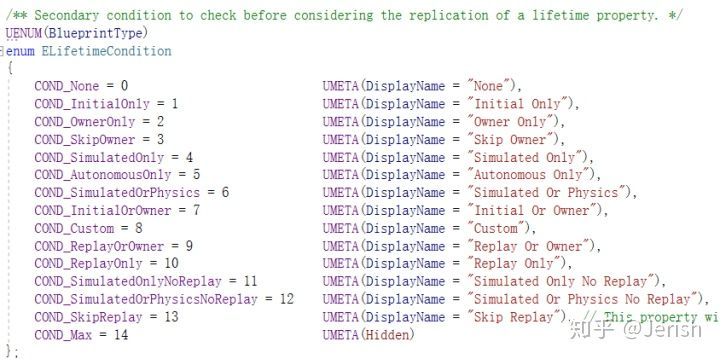 /** Secondary condition to check before considering the replication of a lifetime property. */
UENUM(BlueprintType)
enum ELifetimeCondition
{
COND_None = 0 UMETA(DisplayName = "None"),
COND_InitialOnly = 1 UMETA(DisplayName = "Initial Only"),
COND_OwnerOnly = 2 UMETA(DisplayName = "Owner Only"),
COND_SkipOwner = 3 UMETA(DisplayName = "Skip Owner"),
COND_SimulatedOnly = 4 UMETA(DisplayName = "Simulated Only"),
COND_AutonomousOnly = 5 UMETA(DisplayName = "Autonomous Only"),
COND_SimulatedOrPhysics = 6 UMETA(DisplayName = "Simulated Or Physics"),
COND_InitialOrOwner = 7 UMETA(DisplayName = "Initial Or Owner"),
COND_Custom = 8 UMETA(DisplayName = "Custom"),
COND_ReplayOrOwner = 9 UMETA(DisplayName = "Replay Or Owner"),
COND_ReplayOnly = 10 UMETA(DisplayName = "Replay Only"),
COND_SimulatedOnlyNoReplay = 11 UMETA(DisplayName = "Simulated Only No Replay"),
COND_SimulatedOrPhysicsNoReplay = 12 UMETA(DisplayName = "Simulated Or Physics No Replay"),
COND_SkipReplay = 13 UMETA(DisplayName = "Skip Replay"). // This property wi
COND_Max = 14 UMETA(Hidden)
};
知乎 @Jerish